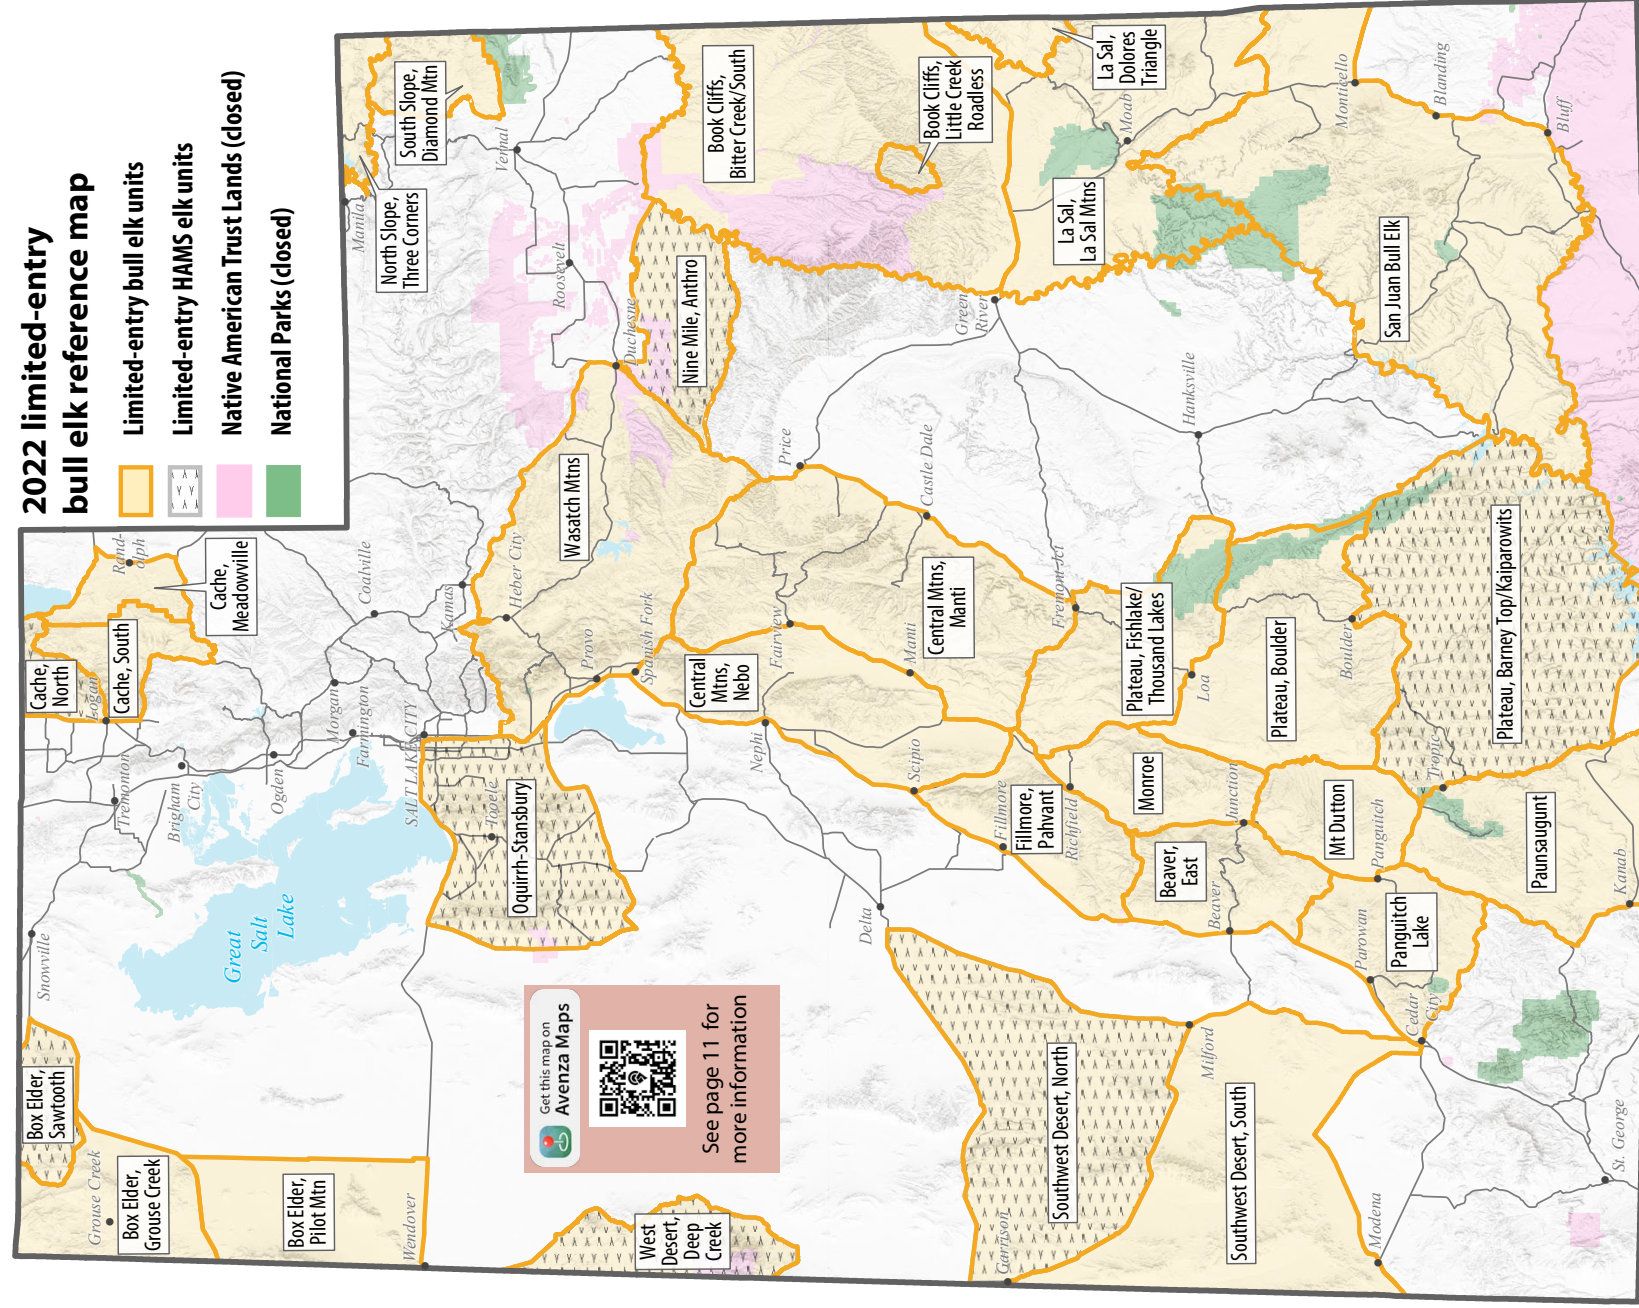 2022 limited-entry
bull elk reference map
Limited-entry bull elk units
Limited-entry HAMS elk units
Native American Trust Lands (closed)
National Parks (closed)
Cache,
North
Cache, South
Cache,
Meadowville
Rand-
olph
Logan
Tremonton
Brigham
City
Snowville
Ogden
Morgan
Coalville
Farmington
SALT LAKE CITY
Kamas
Heber City
Great
Salt
Lake
Box Elder,
Sawtooth
Grouse Creek
Box Elder,
Grouse Creek
Box Elder,
Pilot Mtn
Wendover
Tooele
Oquirrh-Stansbury
Get this map on
Avenza Maps
See page 11 for
more information
West
Desert,
Deep
Creek
Manila
North Slope,
Three Corners
South Slope,
Diamond Mtn
Vernal
Roosevelt
Duchesne
Wasatch Mtns
Provo
Spanish Fork
Nine Mile, Anthro
Book Cliffs,
Bitter Creek/South
Book Cliffs,
Little Creek
Roadless
Central
Mtns,
Nebo
Nephi
Fairview
Price
Castle Dale
Manti
Central Mtns,
Manti
Scipio
Delta
Fillmore
Fillmore,
Pahvant
Richfield
Green
River
La Sal,
La Sal Mtns
La Sal,
Dolores
Triangle
Moab
Fremont Jct
Plateau, Fishlake/
Thousand Lakes
Loa
Hanksville
Monroe
Junction
Beaver,
East
Beaver
Milford
Garrison
Southwest Desert, North
Southwest Desert, South
Modena
Plateau, Boulder
Boulder
Mt Dutton
Panguitch
Panguitch
Lake
Parowan
Cedar
City
Tropic
Plateau, Barney Top/Kaiparowits
Paunsaugunt
Kanab
St. George
San Juan Bull Elk
Monticello
Blanding
Bluff